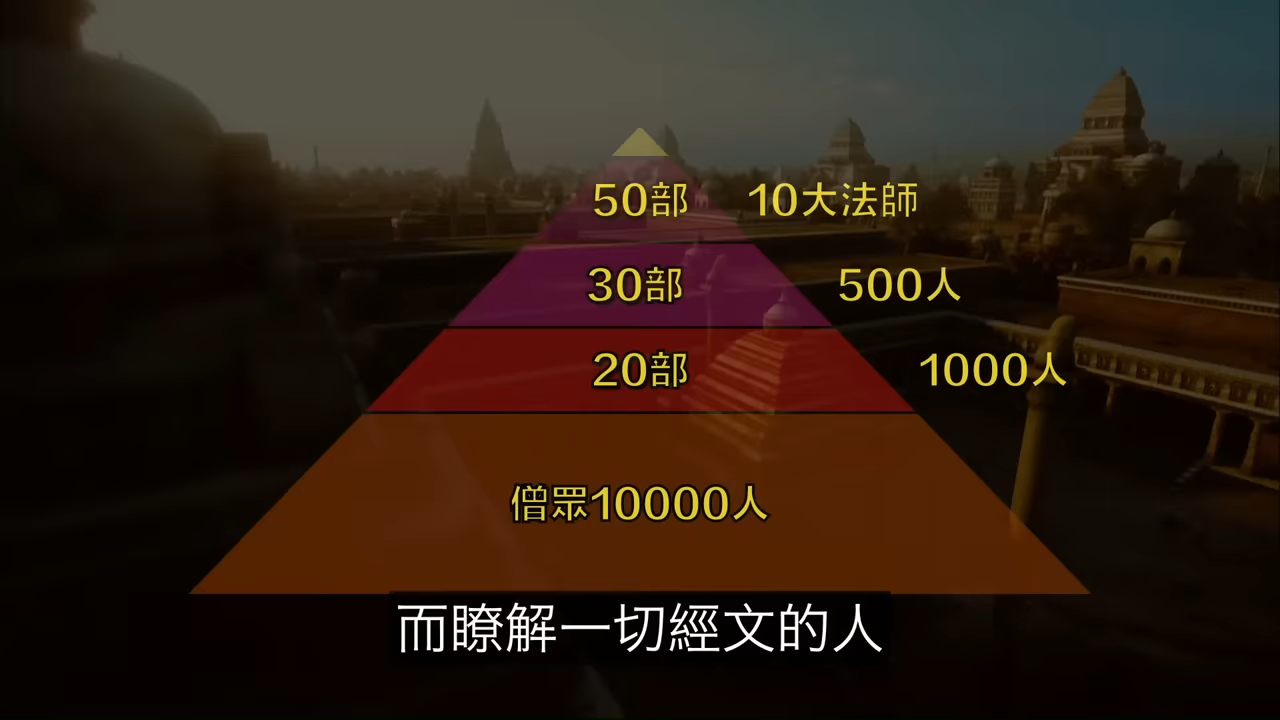 50部 10大法師
30部 500人
20部 1000人
僧眾10000人
而瞭解一切經文的人